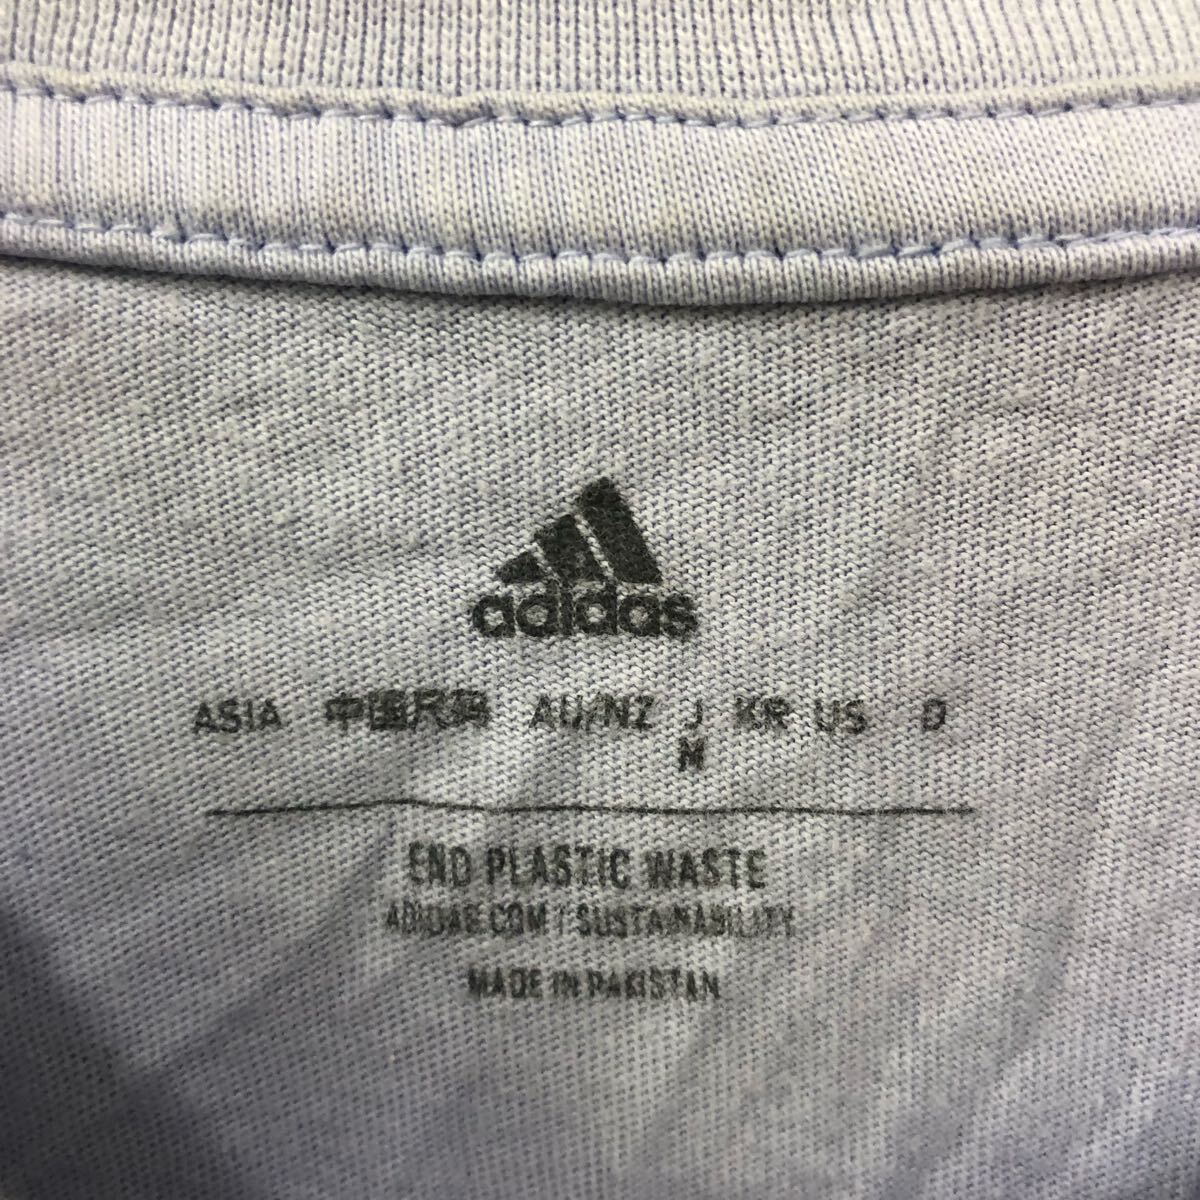 adidas
ASIA 中国尺码 AU/NZ J KR US D
M
END PLASTIC WASTE
ADIDAS.COM / SUSTAINABILITY
MADE IN PAKISTAN